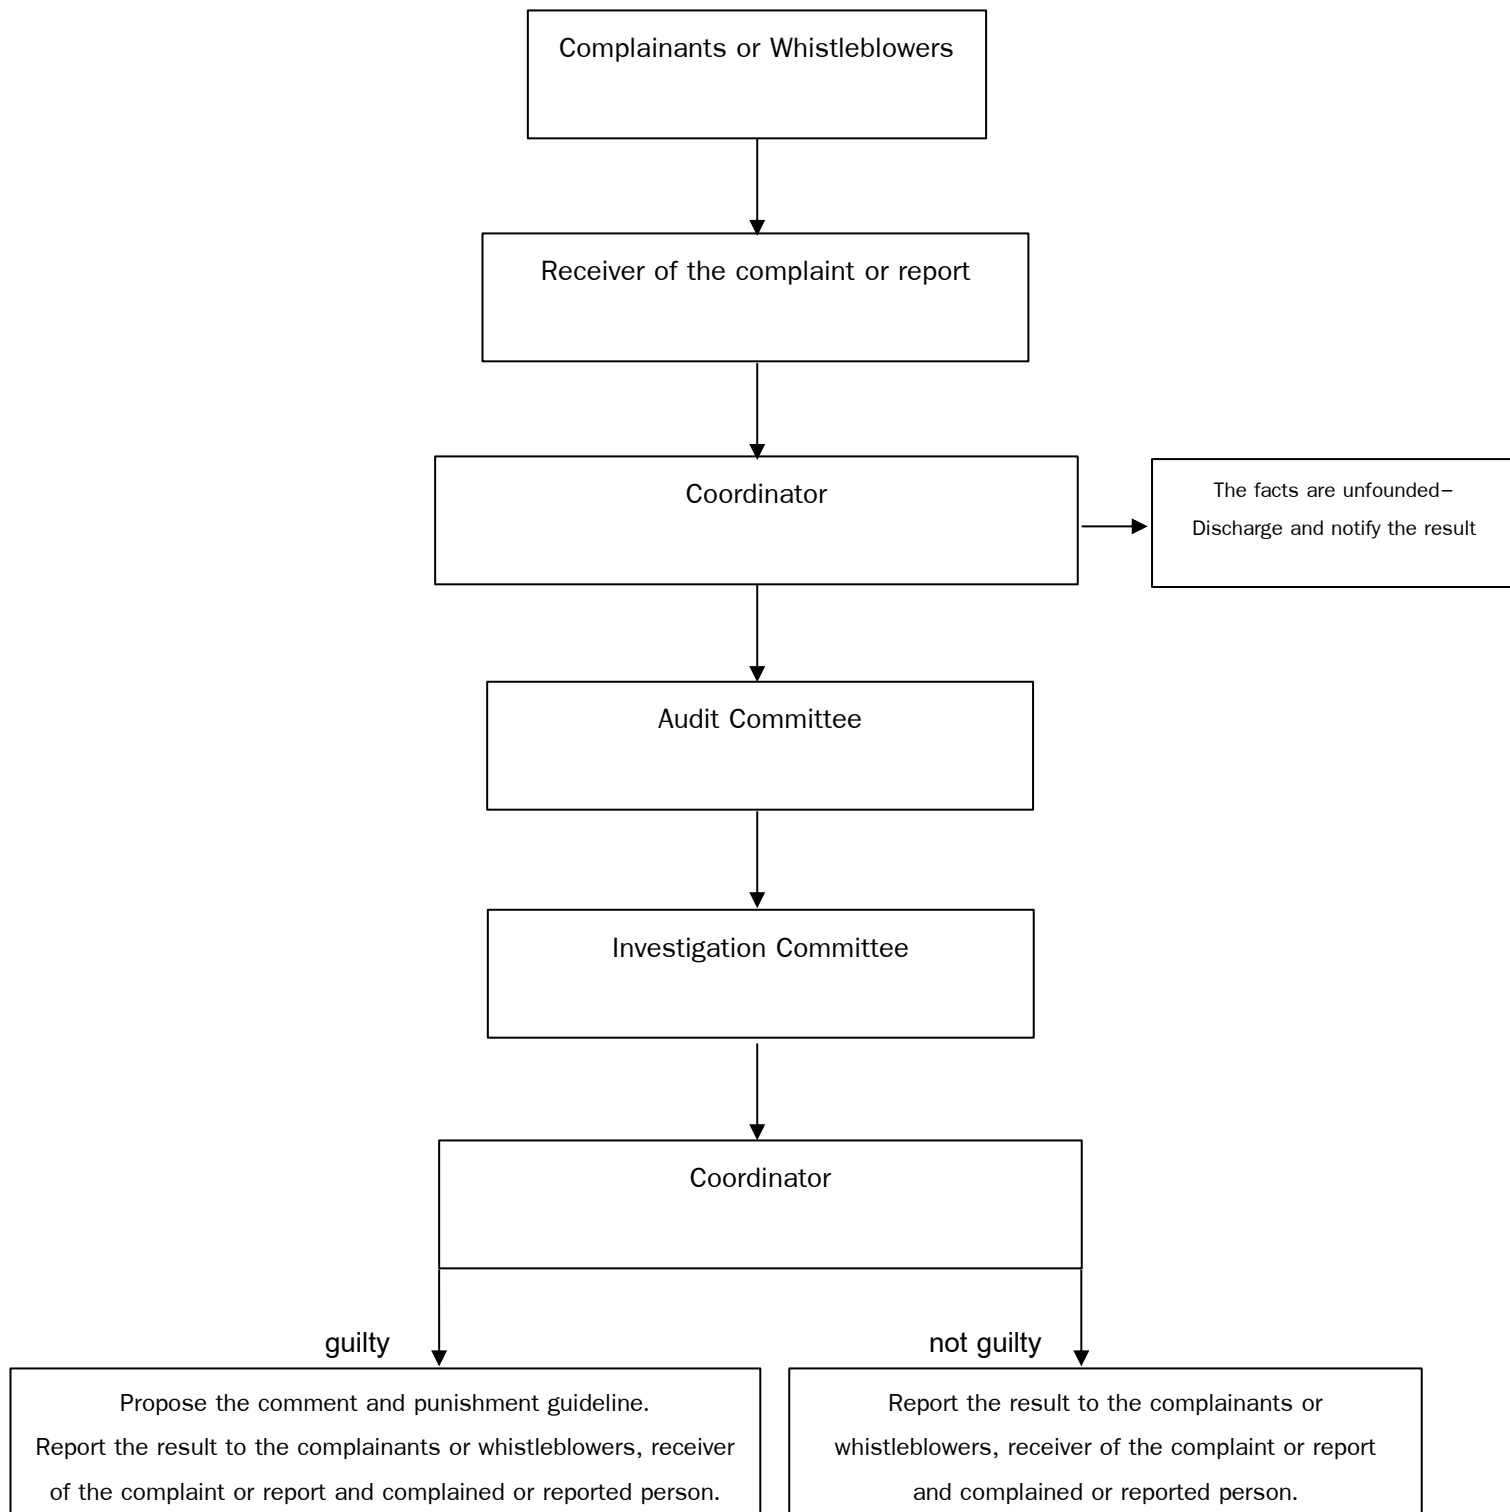 Complainants or Whistleblowers
Receiver of the complaint or report
Coordinator
The facts are unfounded–
Discharge and notify the result
Audit Committee
Investigation Committee
Coordinator
guilty
not guilty
Propose the comment and punishment guideline.
Report the result to the complainants or whistleblowers, receiver
of the complaint or report and complained or reported person.
Report the result to the complainants or
whistleblowers, receiver of the complaint or report
and complained or reported person.